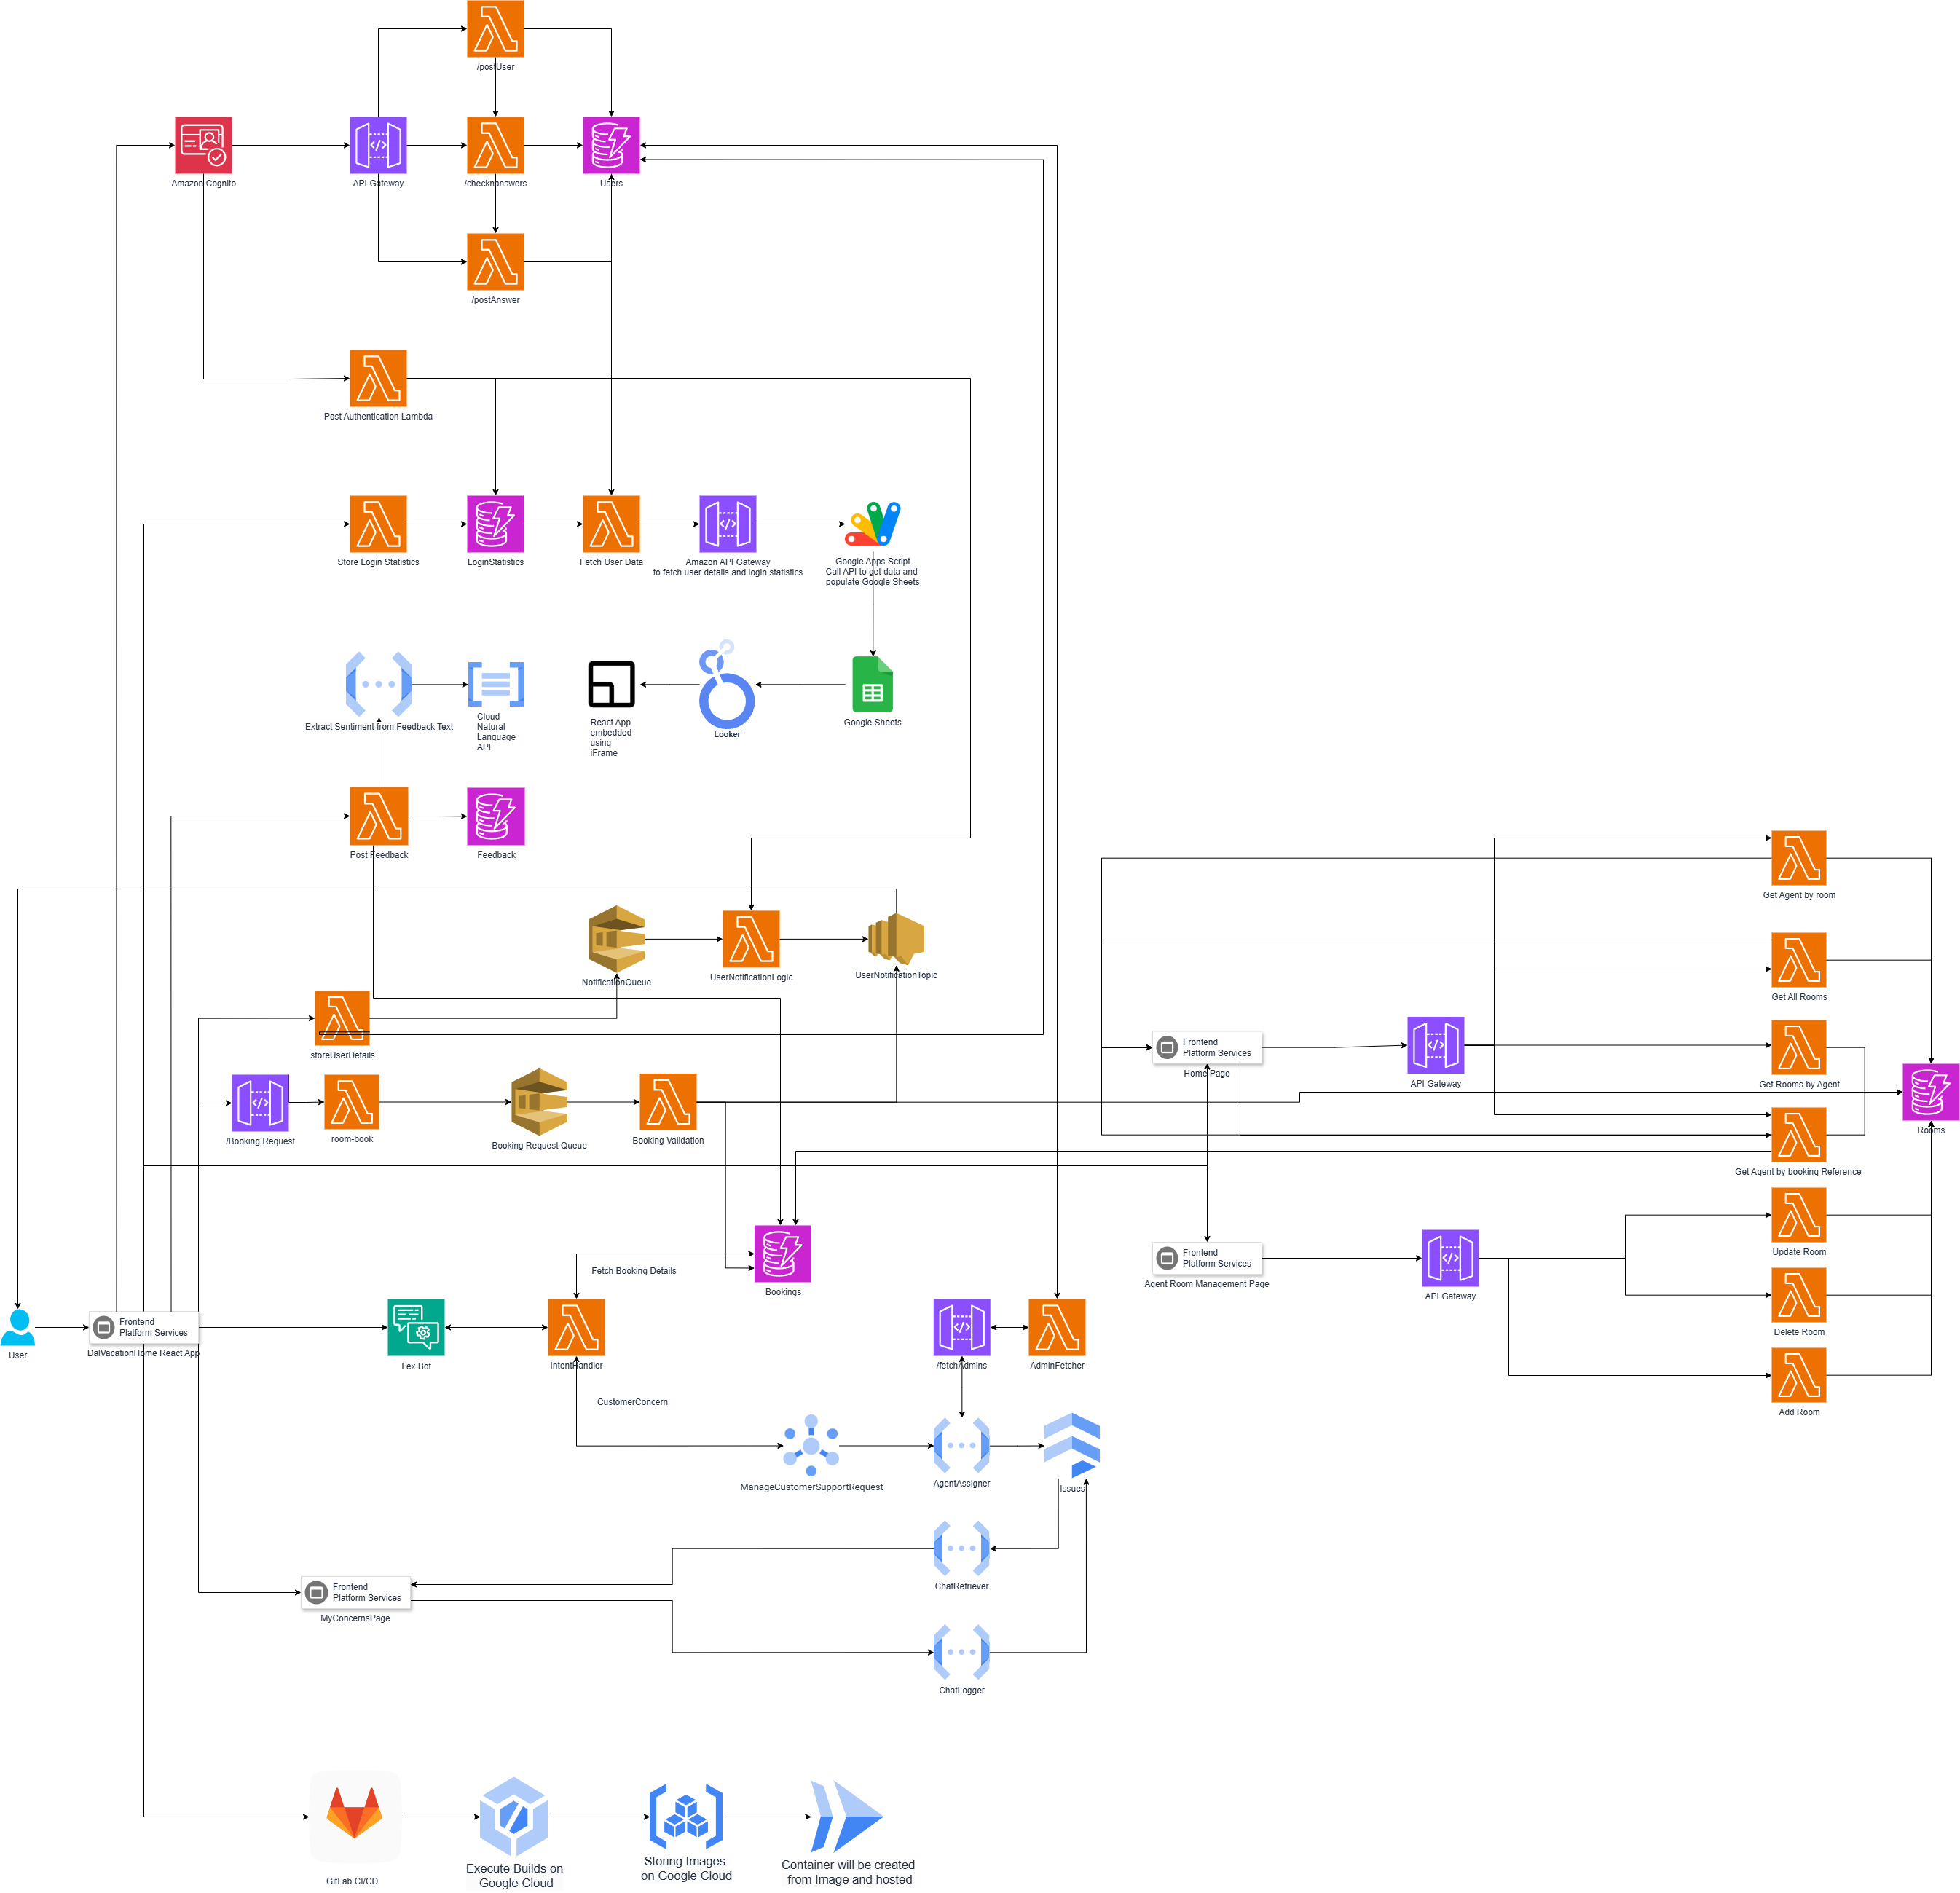 /postUser
Amazon Cognito
API Gateway
/checknanswers
Users
/postAnswer
Post Authentication Lambda
Store Login Statistics
LoginStatistics
Fetch User Data
Amazon API Gateway
to fetch user details and login statistics
Google Apps Script
Call API to get data and
populate Google Sheets
Extract Sentiment from Feedback Text
Cloud
Natural
Language
API
React App
embedded
using
iFrame
Looker
Google Sheets
Post Feedback
Feedback
Get Agent by room
NotificationQueue
UserNotificationLogic
UserNotificationTopic
Get All Rooms
storeUserDetails
Frontend
Platform Services
Home Page
API Gateway
Get Rooms by Agent
/Booking Request
room-book
Booking Request Queue
Booking Validation
Rooms
Get Agent by booking Reference
Fetch Booking Details
Bookings
Frontend
Platform Services
Agent Room Management Page
API Gateway
Update Room
Delete Room
User
Frontend
Platform Services
DalVacationHome React App
Lex Bot
IntentHandler
/fetchAdmins
AdminFetcher
Add Room
CustomerConcern
ManageCustomerSupportRequest
AgentAssigner
Issues
ChatRetriever
Frontend
Platform Services
MyConcernsPage
ChatLogger
GitLab CI/CD
Execute Builds on
Google Cloud
Storing Images
on Google Cloud
Container will be created
from Image and hosted